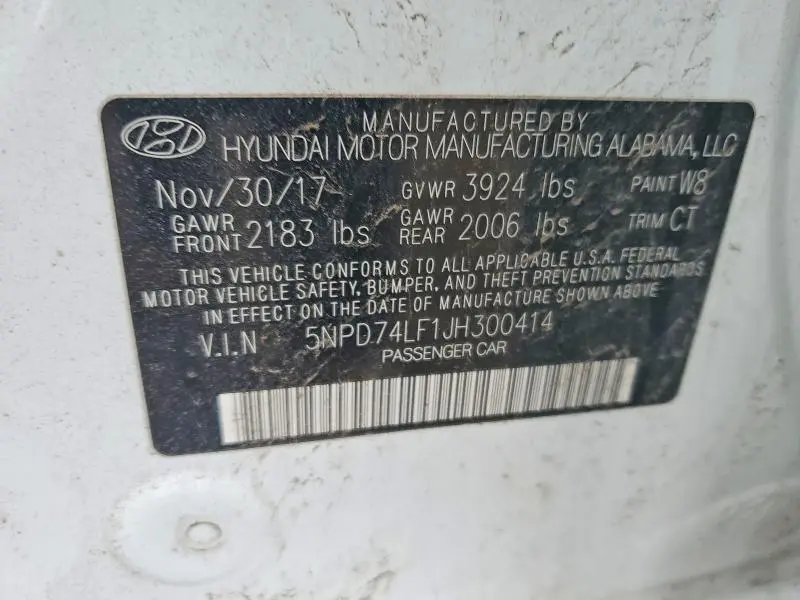 MANUFACTURED BY
HYUNDAI MOTOR MANUFACTURING ALABAMA, LLC
Nov/30/17 GVWR 3924 lbs PAINT W8
GAWR FRONT 2183 lbs GAWR REAR 2006 lbs TRIM CT
THIS VEHICLE CONFORMS TO ALL APPLICABLE U.S.A. FEDERAL
MOTOR VEHICLE SAFETY, BUMPER, AND THEFT PREVENTION STANDARDS
IN EFFECT ON THE DATE OF MANUFACTURE SHOWN ABOVE
V.I.N 5NPD74LF1JH300414
PASSENGER CAR